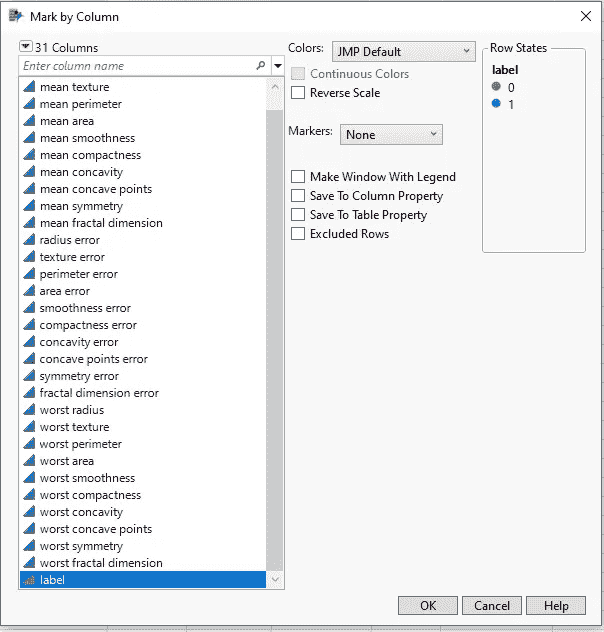 Mark by Column
31 Columns
Enter column name
mean texture
mean perimeter
mean area
mean smoothness
mean compactness
mean concavity
mean concave points
mean symmetry
mean fractal dimension
radius error
texture error
perimeter error
area error
smoothness error
compactness error
concavity error
concave points error
symmetry error
fractal dimension error
worst radius
worst texture
worst perimeter
worst area
worst smoothness
worst compactness
worst concavity
worst concave points
worst symmetry
worst fractal dimension
label
Colors: JMP Default
Continuous Colors
Reverse Scale
Markers: None
Make Window With Legend
Save To Column Property
Save To Table Property
Excluded Rows
Row States
label
0
1
OK Cancel Help